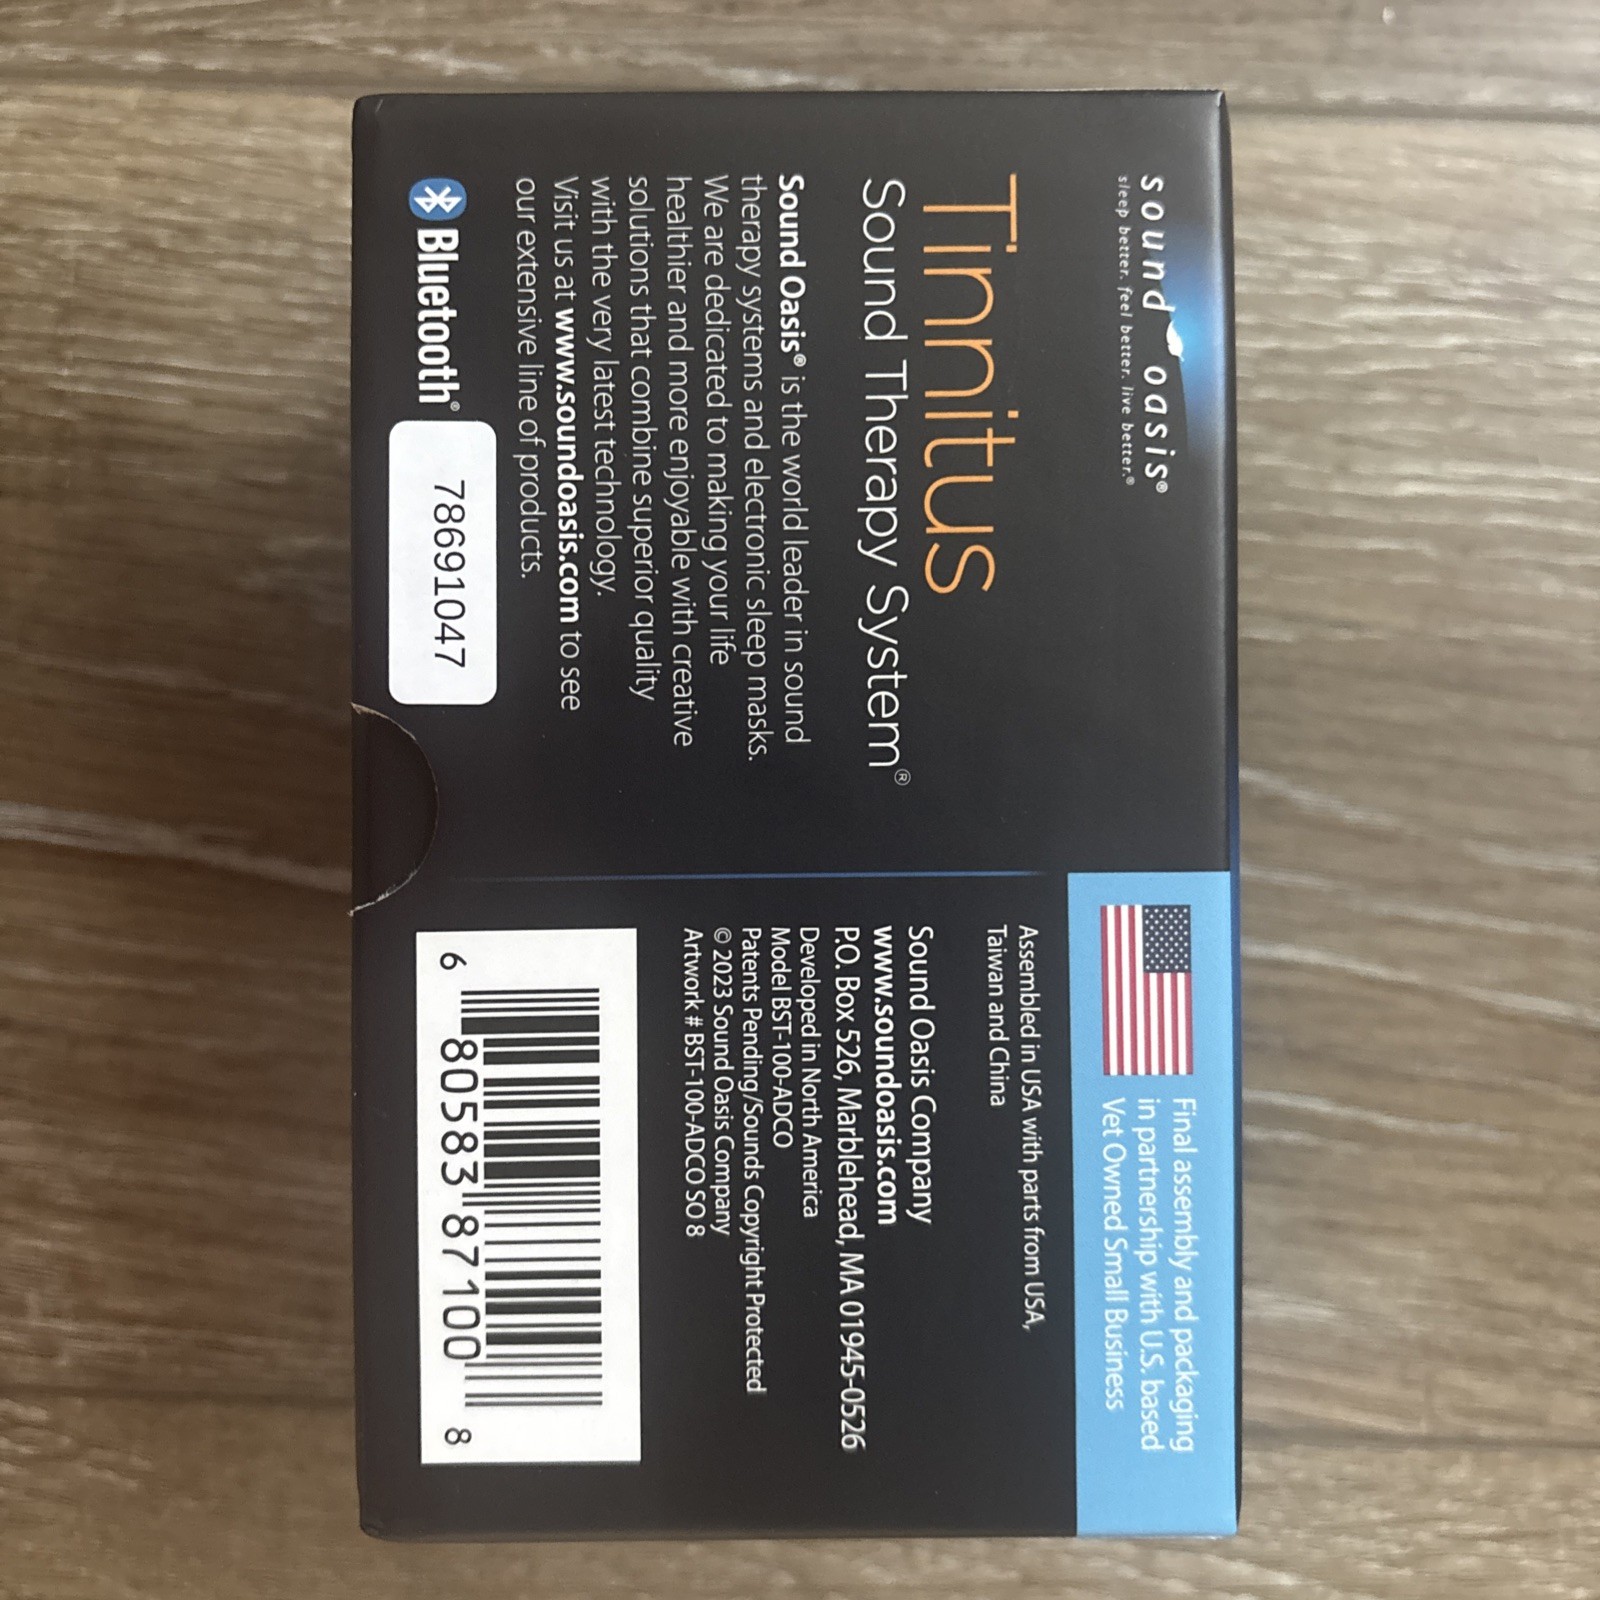 sound oasis®
sleep better. feel better. live better.®
Tinnitus
Sound Therapy System®
Sound Oasis® is the world leader in sound
therapy systems and electronic sleep masks.
We are dedicated to making your life
healthier and more enjoyable with creative
solutions that combine superior quality
with the very latest technology.
Visit us at www.soundoasis.com to see
our extensive line of products.
Bluetooth®
78691047
Final assembly and packaging
in partnership with U.S. based
Vet Owned Small Business
Assembled in USA with parts from USA,
Taiwan and China
Sound Oasis Company
www.soundoasis.com
P.O. Box 526, Marblehead, MA 01945-0526
Developed in North America
Model BST-100-ADCO
Patents Pending/Sounds Copyright Protected
© 2023 Sound Oasis Company
Artwork # BST-100-ADCO SO 8
6 80583 87100 8